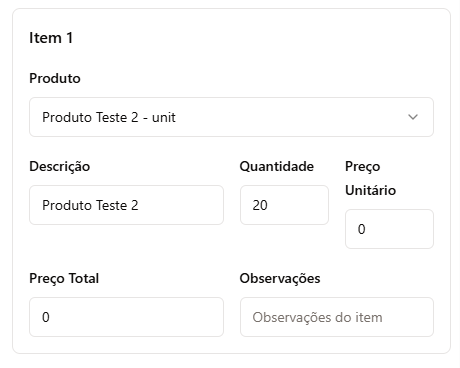 Item 1
Produto
Produto Teste 2 - unit
Descrição
Quantidade
Preço
Unitário
Produto Teste 2
20
0
Preço Total
Observações
0
Observações do item